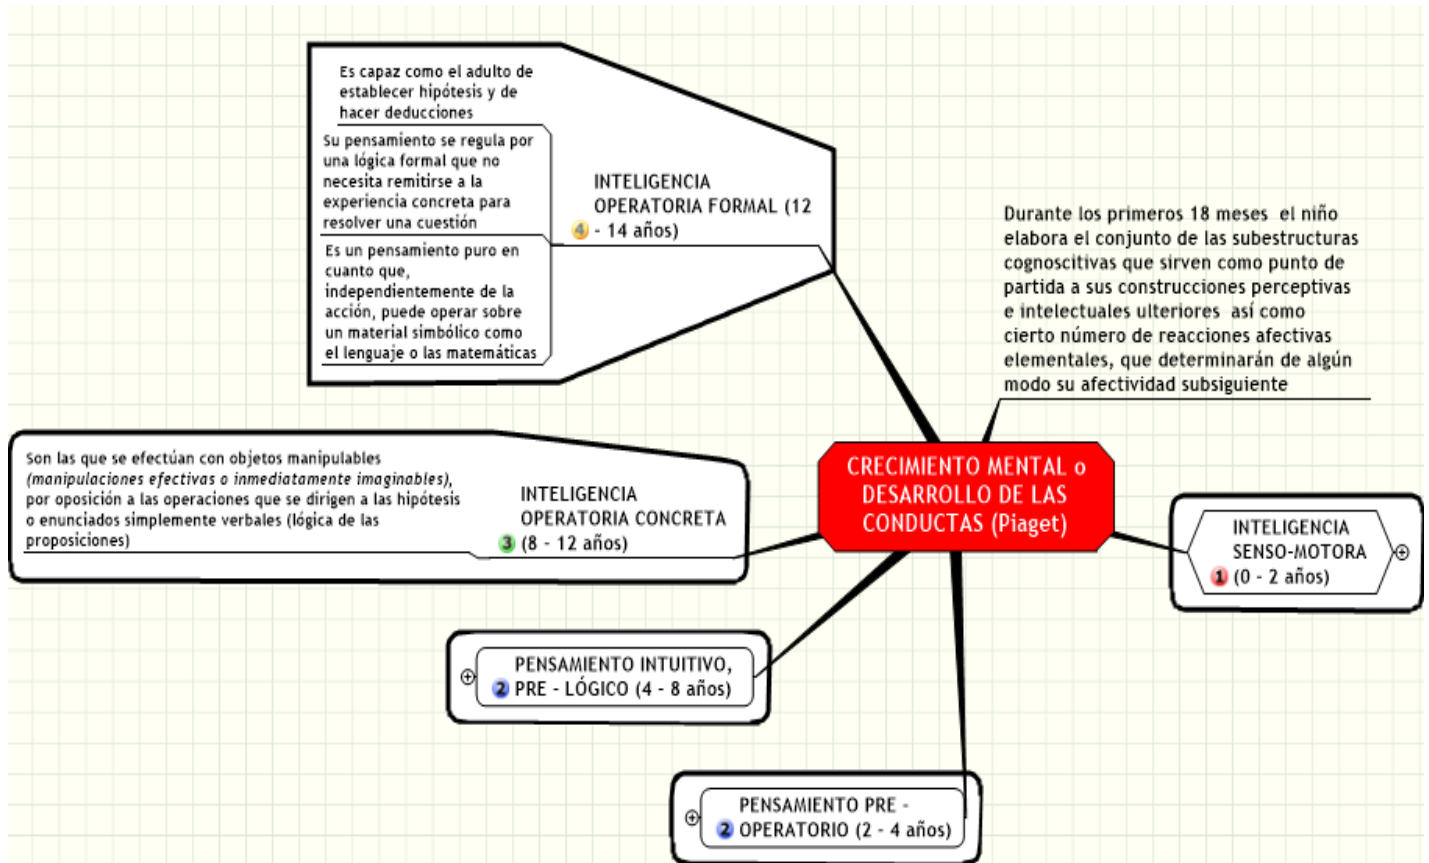 Es capaz como el adulto de
establecer hipótesis y de
hacer deducciones
Su pensamiento se regula por
una lógica formal que no
necesita remitirse a la
experiencia concreta para
resolver una cuestión
Es un pensamiento puro en
cuanto que,
independientemente de la
acción, puede operar sobre
un material simbólico como
el lenguaje o las matemáticas
INTELIGENCIA
OPERATORIA FORMAL (12
4 - 14 años)
Durante los primeros 18 meses el niño
elabora el conjunto de las subestructuras
cognoscitivas que sirven como punto de
partida a sus construcciones perceptivas
e intelectuales ulteriores así como
cierto número de reacciones afectivas
elementales, que determinarán de algún
modo su afectividad subsiguiente
CRECIMIENTO MENTAL o
DESARROLLO DE LAS
CONDUCTAS (Piaget)
INTELIGENCIA
SENSO-MOTORA
1 (0 - 2 años)
Son las que se efectúan con objetos manipulables
(manipulaciones efectivas o inmediatamente imaginables),
por oposición a las operaciones que se dirigen a las hipótesis
o enunciados simplemente verbales (lógica de las
proposiciones)
INTELIGENCIA
OPERATORIA CONCRETA
3 (8 - 12 años)
PENSAMIENTO INTUITIVO,
2 PRE - LÓGICO (4 - 8 años)
PENSAMIENTO PRE -
2 OPERATORIO (2 - 4 años)